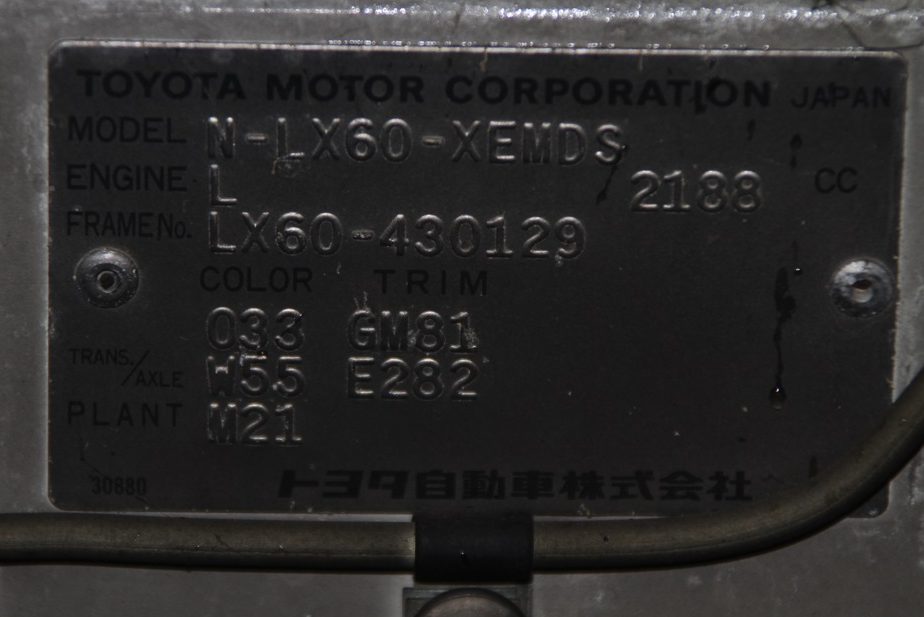 TOYOTA MOTOR CORPORATION JAPAN
MODEL N-LX60-XEMDS
ENGINE L 2188 CC
FRAME No. LX60-430129
COLOR TRIM
033 GM81
TRANS./AXLE W55 E282
PLANT M21
30880
トヨタ自動車株式会社